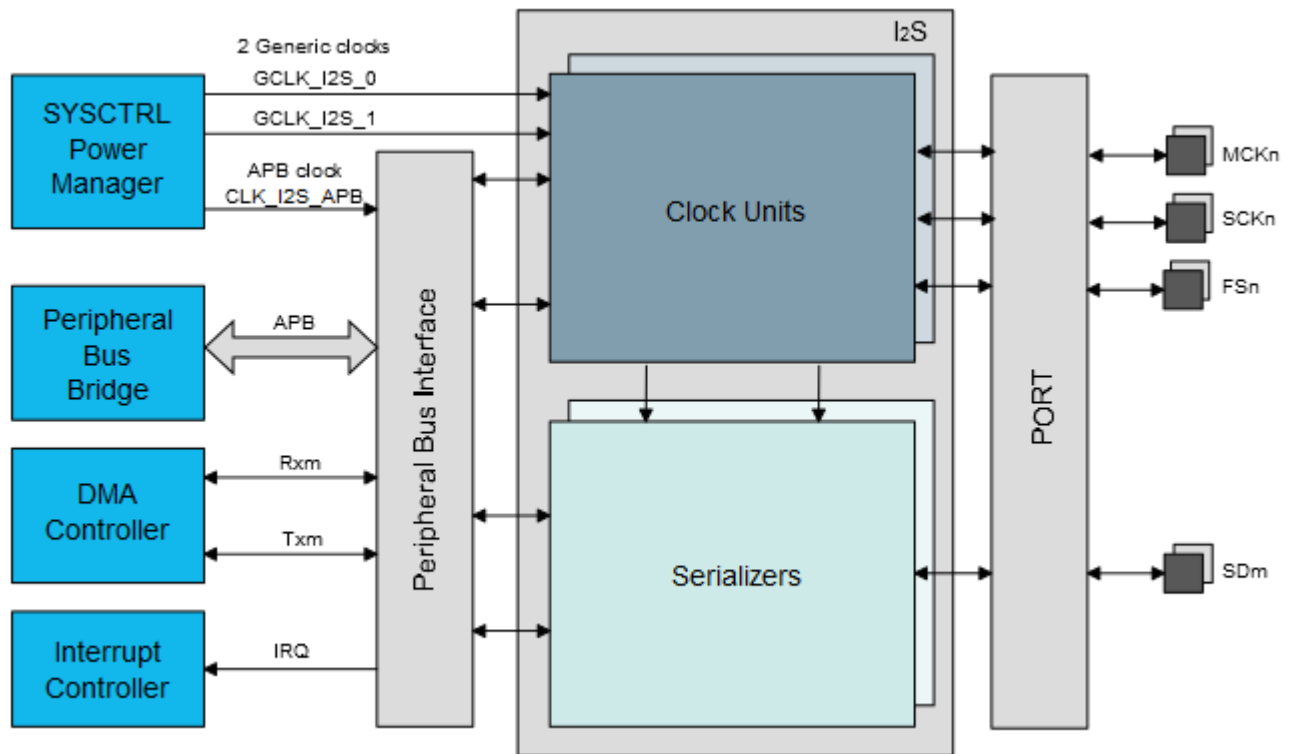 I2S
2 Generic clocks
GCLK_I2S_0
GCLK_I2S_1
SYSCTRL
Power
Manager
APB clock
CLK_I2S_APB
Peripheral
Bus
Bridge
APB
DMA
Controller
Rxm
Txm
Interrupt
Controller
IRQ
Peripheral Bus Interface
Clock Units
Serializers
PORT
MCKn
SCKn
FSn
SDm